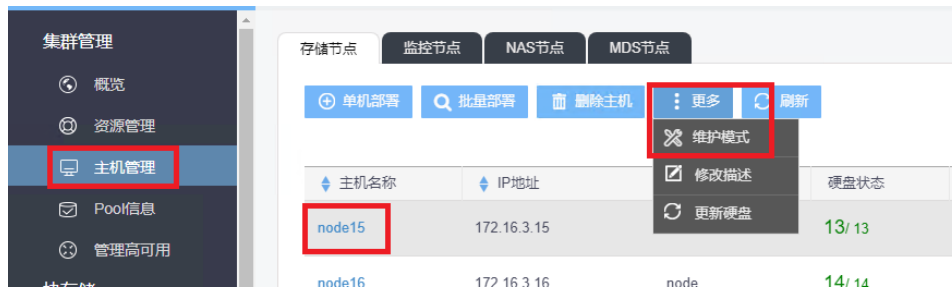 集群管理
概览
资源管理
主机管理
Pool信息
管理高可用
存储节点 监控节点 NAS节点 MDS节点
单机部署 批量部署 删除主机 更多 刷新
维护模式
修改描述
更新硬盘
主机名称 IP地址 硬盘状态
node15 172.16.3.15 13/ 13
node16 172.16.3.16 node 14/ 14